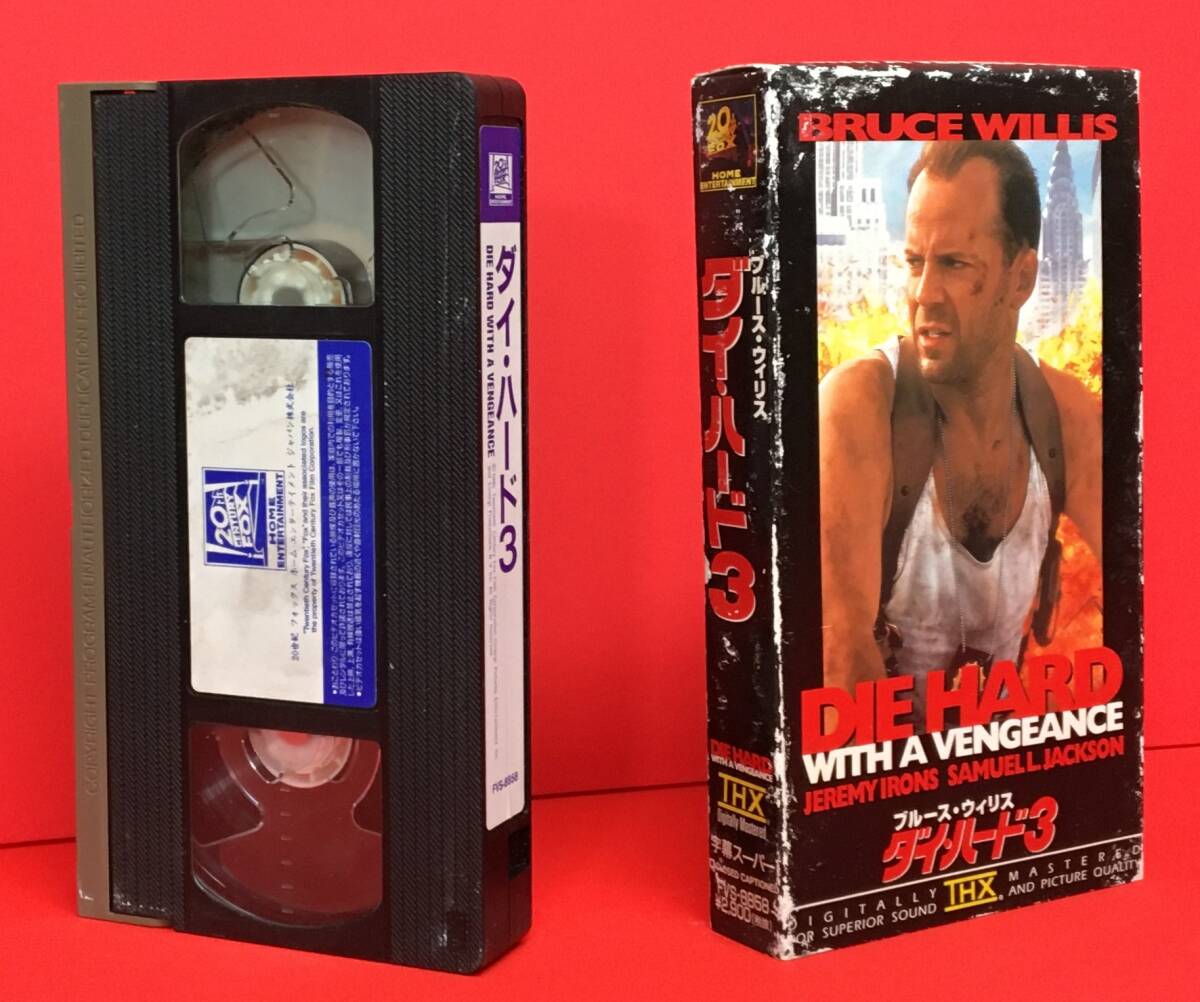 COPYRIGHT PROGRAM/UNAUTHORIZED DUPLICATION PROHIBITED
20th
CENTURY
FOX
HOME
ENTERTAINMENT
20世紀 フォックス ホーム エンターテイメント ジャパン株式会社
"Twentieth Century Fox", "Fox" and their associated logos are
the property of Twentieth Century Fox Film Corporation.
HOME
ENTERTAINMENT
ダイ・ハード3
DIE HARD WITH A VENGEANCE
FVS-8858
20th
FOX
HOME
ENTERTAINMENT
ブルース・ウィリス
ダイ・ハード3
DIE HARD
WITH A VENGEANCE
THX
Digitally Mastered
字幕スーパー
CLOSED CAPTIONED
FVS-8858
¥2,900
BRUCE WILLIS
DIE HARD
WITH A VENGEANCE
JEREMY IRONS SAMUEL L. JACKSON
ブルース・ウィリス
ダイ・ハード3
DIGITALLY THX MASTERED
FOR SUPERIOR SOUND AND PICTURE QUALITY